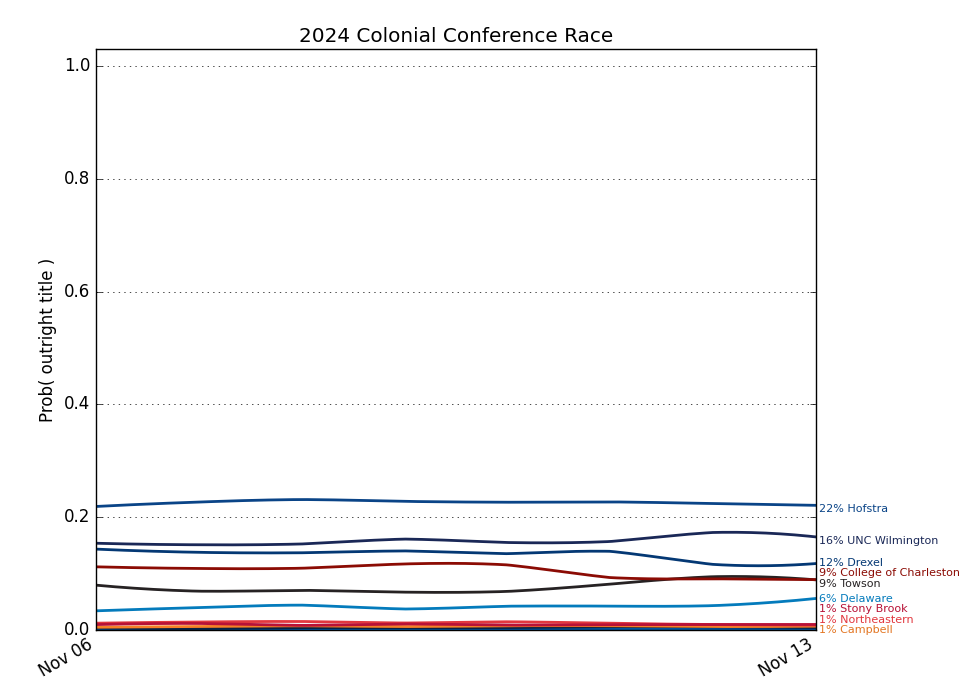 2024 Colonial Conference Race
Prob( outright title )
1.0
0.8
0.6
0.4
0.2
0.0
Nov 06
Nov 13
22% Hofstra
16% UNC Wilmington
12% Drexel
9% College of Charleston
9% Towson
6% Delaware
1% Stony Brook
1% Northeastern
1% Campbell